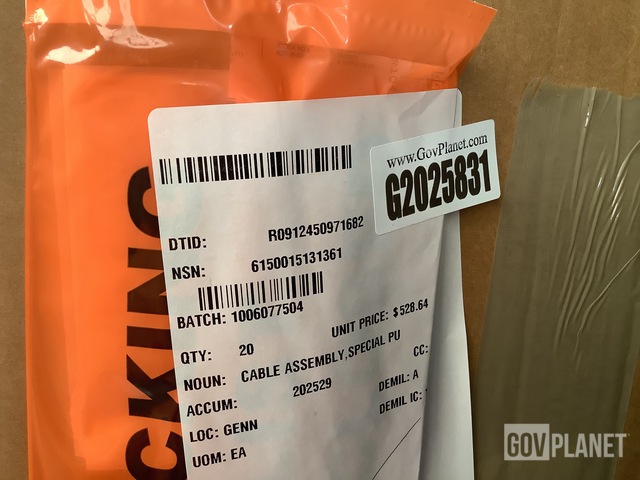 CKING
www.GovPlanet.com
G2025831
DTID: R0912450971682
NSN: 6150015131361
BATCH: 1006077504
UNIT PRICE: $528.64
QTY: 20
NOUN: CABLE ASSEMBLY,SPECIAL PU
CC:
ACCUM: 202529
DEMIL: A
LOC: GENN
DEMIL IC:
UOM: EA
GOVPLANET